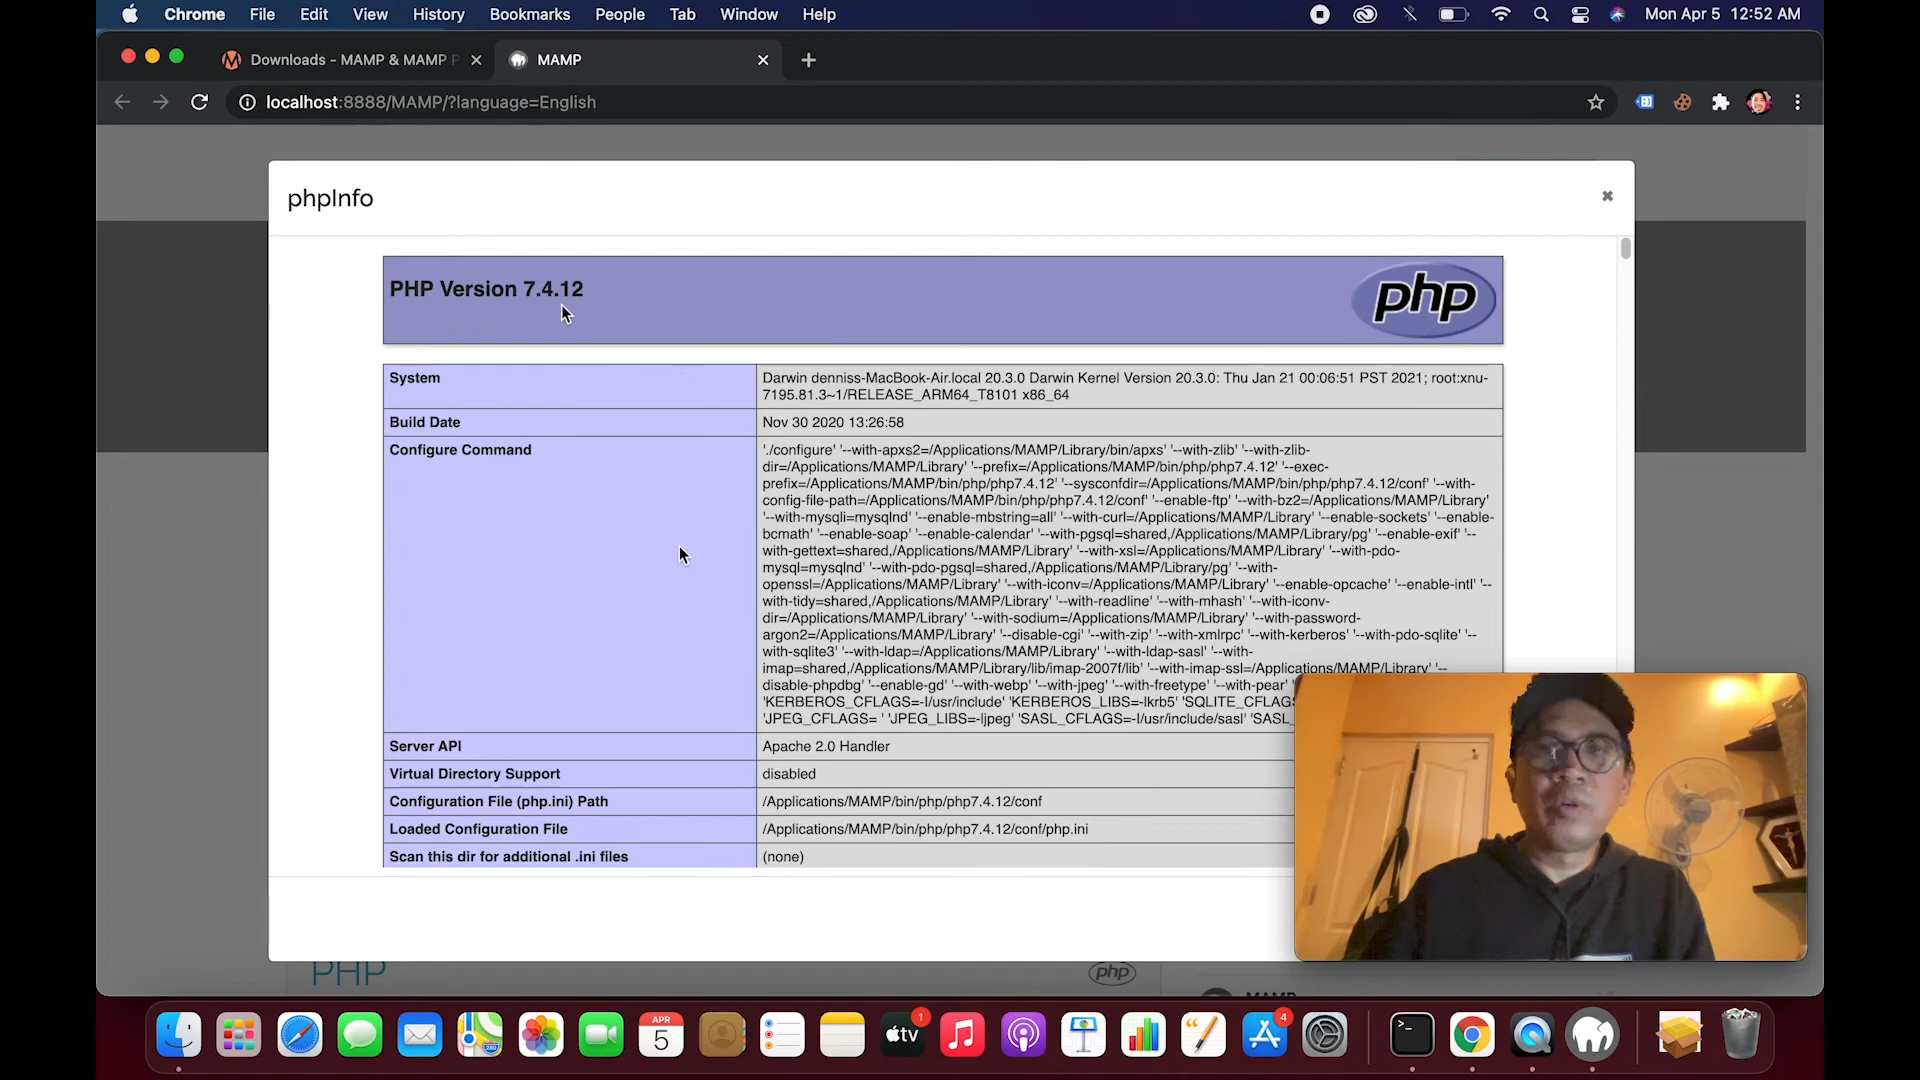 Chrome File Edit View History Bookmarks People Tab Window Help Mon Apr 5 12:52 AM
Downloads - MAMP & MAMP P MAMP
localhost:8888/MAMP/?language=English
phpInfo
PHP Version 7.4.12
php
System
Darwin denniss-MacBook-Air.local 20.3.0 Darwin Kernel Version 20.3.0: Thu Jan 21 00:06:51 PST 2021; root:xnu-
7195.81.3~1/RELEASE_ARM64_T8101 x86_64
Build Date
Nov 30 2020 13:26:58
Configure Command
'./configure' '--with-apxs2=/Applications/MAMP/Library/bin/apxs' '--with-zlib' '--with-zlib-
dir=/Applications/MAMP/Library' '--prefix=/Applications/MAMP/bin/php/php7.4.12' '--exec-
prefix=/Applications/MAMP/bin/php/php7.4.12' '--sysconfdir=/Applications/MAMP/bin/php/php7.4.12/conf' '--with-
config-file-path=/Applications/MAMP/bin/php/php7.4.12/conf' '--enable-ftp' '--with-bz2=/Applications/MAMP/Library'
'--with-mysqli=mysqlnd' '--enable-mbstring=all' '--with-curl=/Applications/MAMP/Library' '--enable-sockets' '--enable-
bcmath' '--enable-soap' '--enable-calendar' '--with-pgsql=shared,/Applications/MAMP/Library/pg' '--enable-exif' '--
with-gettext=shared,/Applications/MAMP/Library' '--with-xsl=/Applications/MAMP/Library' '--with-pdo-
mysql=mysqlnd' '--with-pdo-pgsql=shared,/Applications/MAMP/Library/pg' '--with-
openssl=/Applications/MAMP/Library' '--with-iconv=/Applications/MAMP/Library' '--enable-opcache' '--enable-intl' '--
with-tidy=shared,/Applications/MAMP/Library' '--with-readline' '--with-mhash' '--with-iconv-
dir=/Applications/MAMP/Library' '--with-sodium=/Applications/MAMP/Library' '--with-password-
argon2=/Applications/MAMP/Library' '--disable-cgi' '--with-zip' '--with-xmlrpc' '--with-kerberos' '--with-pdo-sqlite' '--
with-sqlite3' '--with-ldap=/Applications/MAMP/Library' '--with-ldap-sasl' '--with-
imap=shared,/Applications/MAMP/Library/lib/imap-2007f/lib' '--with-imap-ssl=/Applications/MAMP/Library' '--
disable-phpdbg' '--enable-gd' '--with-webp' '--with-jpeg' '--with-freetype' '--with-pear' '
'KERBEROS_CFLAGS=-I/usr/include' 'KERBEROS_LIBS=-lkrb5' 'SQLITE_CFLAGS
'JPEG_CFLAGS= ' 'JPEG_LIBS=-ljpeg' 'SASL_CFLAGS=-I/usr/include/sasl' 'SASL_
Server API
Apache 2.0 Handler
Virtual Directory Support
disabled
Configuration File (php.ini) Path
/Applications/MAMP/bin/php/php7.4.12/conf
Loaded Configuration File
/Applications/MAMP/bin/php/php7.4.12/conf/php.ini
Scan this dir for additional .ini files
(none)
PHP
php
MAMP
APR
5
tv
1
4